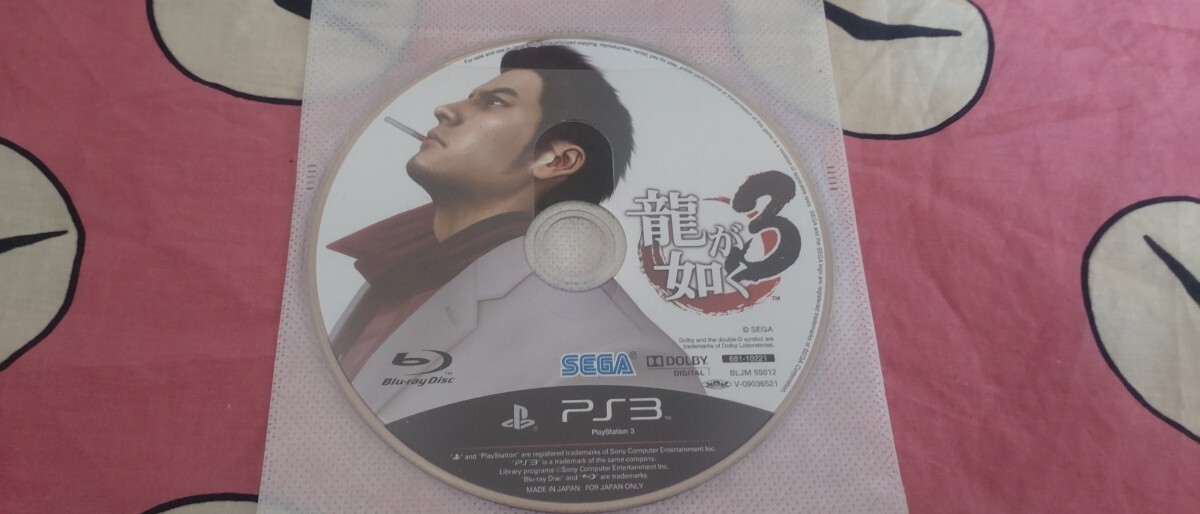 龍が
如く
3
TM
© SEGA
Dolby and the double-D symbol are
trademarks of Dolby Laboratories.
Blu-ray Disc
TM
SEGA
DOLBY
DIGITAL
681-10221
BLJM 55012
V-09036521
PS3
TM
PlayStation 3
and "PlayStation" are registered trademarks of Sony Computer Entertainment Inc.
"PS3" is a trademark of the same company.
Library programs ©Sony Computer Entertainment Inc.
"Blu-ray Disc" and are trademarks.
MADE IN JAPAN FOR JAPAN ONLY